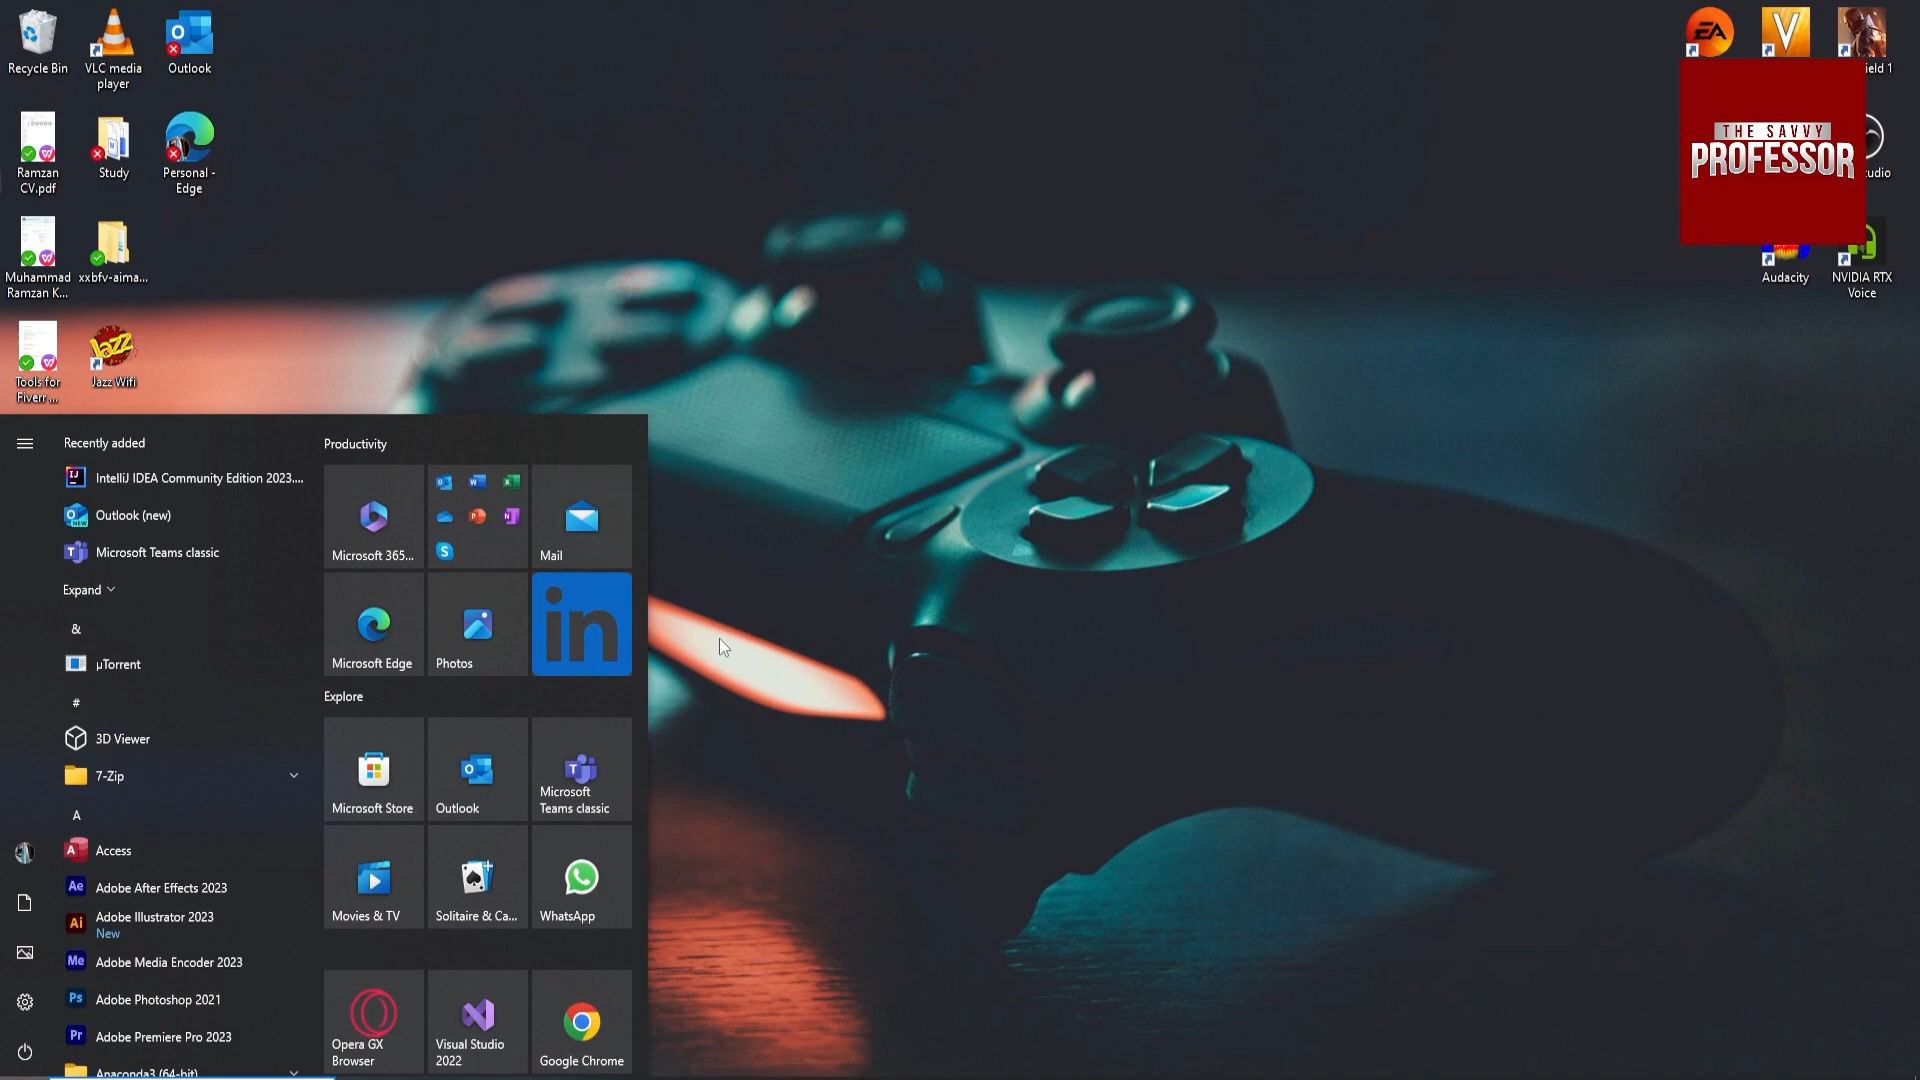 Recycle Bin
VLC media
player
Outlook
Ramzan
CV.pdf
Study
Personal -
Edge
Muhammad
Ramzan K...
xxbfv-aima...
Tools for
Fiverr ...
Jazz
Jazz Wifi
EA
V
ield 1
THE SAVVY
PROFESSOR
udio
Audacity
NVIDIA RTX
Voice
Recently added
IntelliJ IDEA Community Edition 2023....
Outlook (new)
Microsoft Teams classic
Expand
&
µTorrent
#
3D Viewer
7-Zip
A
Access
Adobe After Effects 2023
Adobe Illustrator 2023
New
Adobe Media Encoder 2023
Adobe Photoshop 2021
Adobe Premiere Pro 2023
Anaconda3 (64-bit)
Productivity
Microsoft 365...
Mail
Microsoft Edge
Photos
in
Explore
Microsoft Store
Outlook
Microsoft
Teams classic
Movies & TV
Solitaire & Ca...
WhatsApp
Opera GX
Browser
Visual Studio
2022
Google Chrome